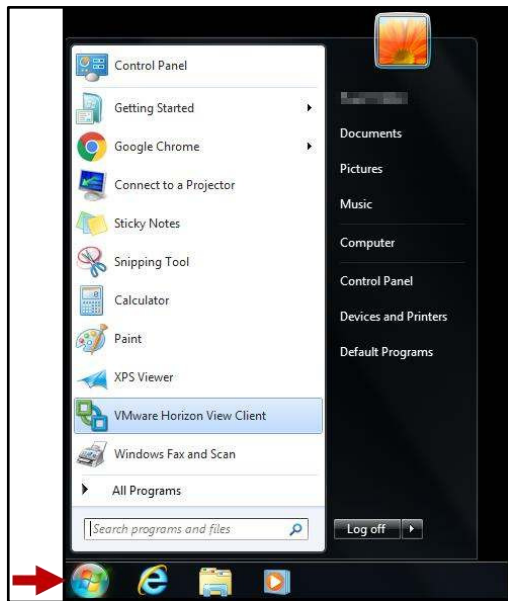 Control Panel
Getting Started
Google Chrome
Connect to a Projector
Sticky Notes
Snipping Tool
Calculator
Paint
XPS Viewer
VMware Horizon View Client
Windows Fax and Scan
All Programs
Search programs and files
Documents
Pictures
Music
Computer
Control Panel
Devices and Printers
Default Programs
Log off